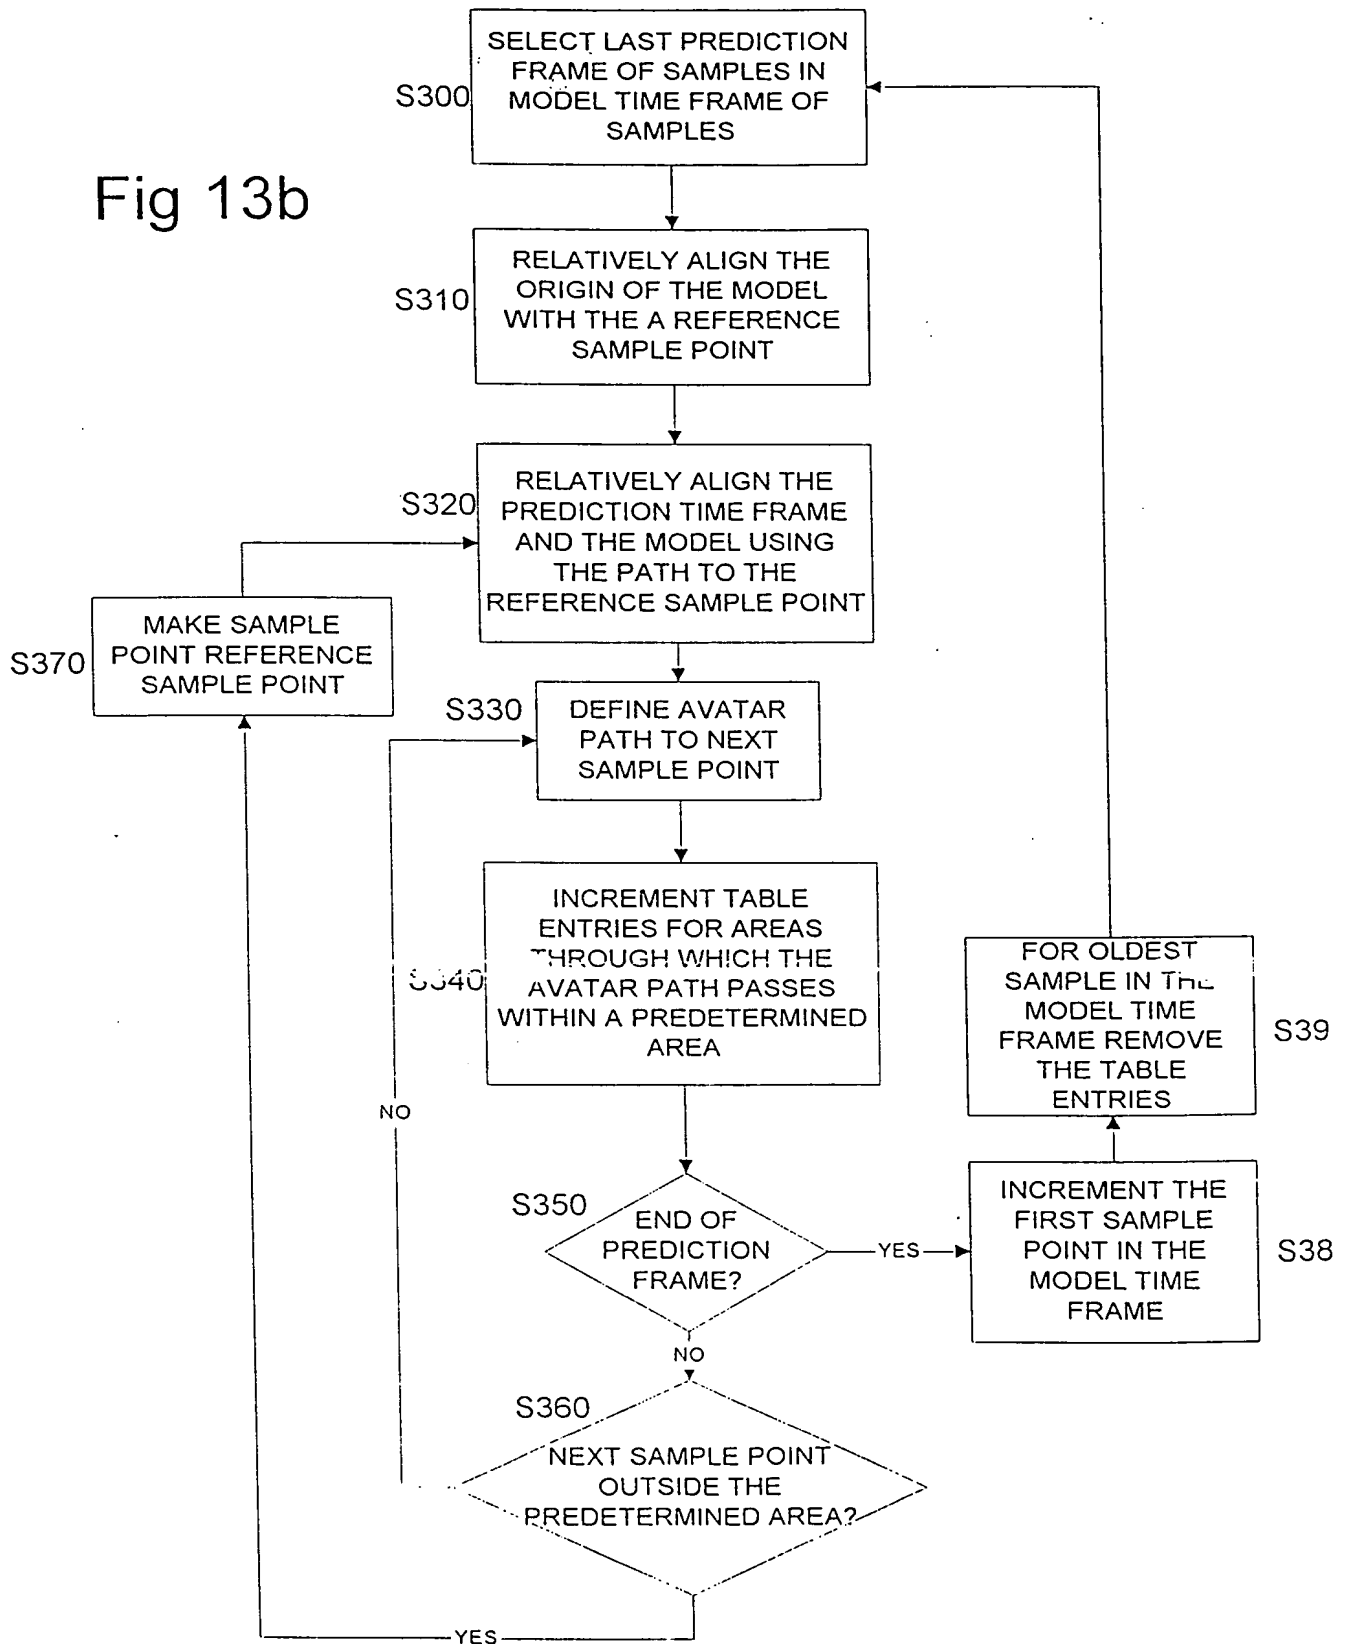 SELECT LAST PREDICTION
FRAME OF SAMPLES IN
MODEL TIME FRAME OF
SAMPLES
S300
Fig 13b
RELATIVELY ALIGN THE
ORIGIN OF THE MODEL
WITH THE A REFERENCE
SAMPLE POINT
S310
RELATIVELY ALIGN THE
PREDICTION TIME FRAME
AND THE MODEL USING
THE PATH TO THE
REFERENCE SAMPLE POINT
S320
MAKE SAMPLE
POINT REFERENCE
SAMPLE POINT
S370
S330
DEFINE AVATAR
PATH TO NEXT
SAMPLE POINT
INCREMENT TABLE
ENTRIES FOR AREAS
THROUGH WHICH THE
AVATAR PATH PASSES
WITHIN A PREDETERMINED
AREA
S340
FOR OLDEST
SAMPLE IN THE
MODEL TIME
FRAME REMOVE
THE TABLE
ENTRIES
S39
NO
S350
END OF
PREDICTION
FRAME?
YES
INCREMENT THE
FIRST SAMPLE
POINT IN THE
MODEL TIME
FRAME
S38
NO
S360
NEXT SAMPLE POINT
OUTSIDE THE
PREDETERMINED AREA?
YES